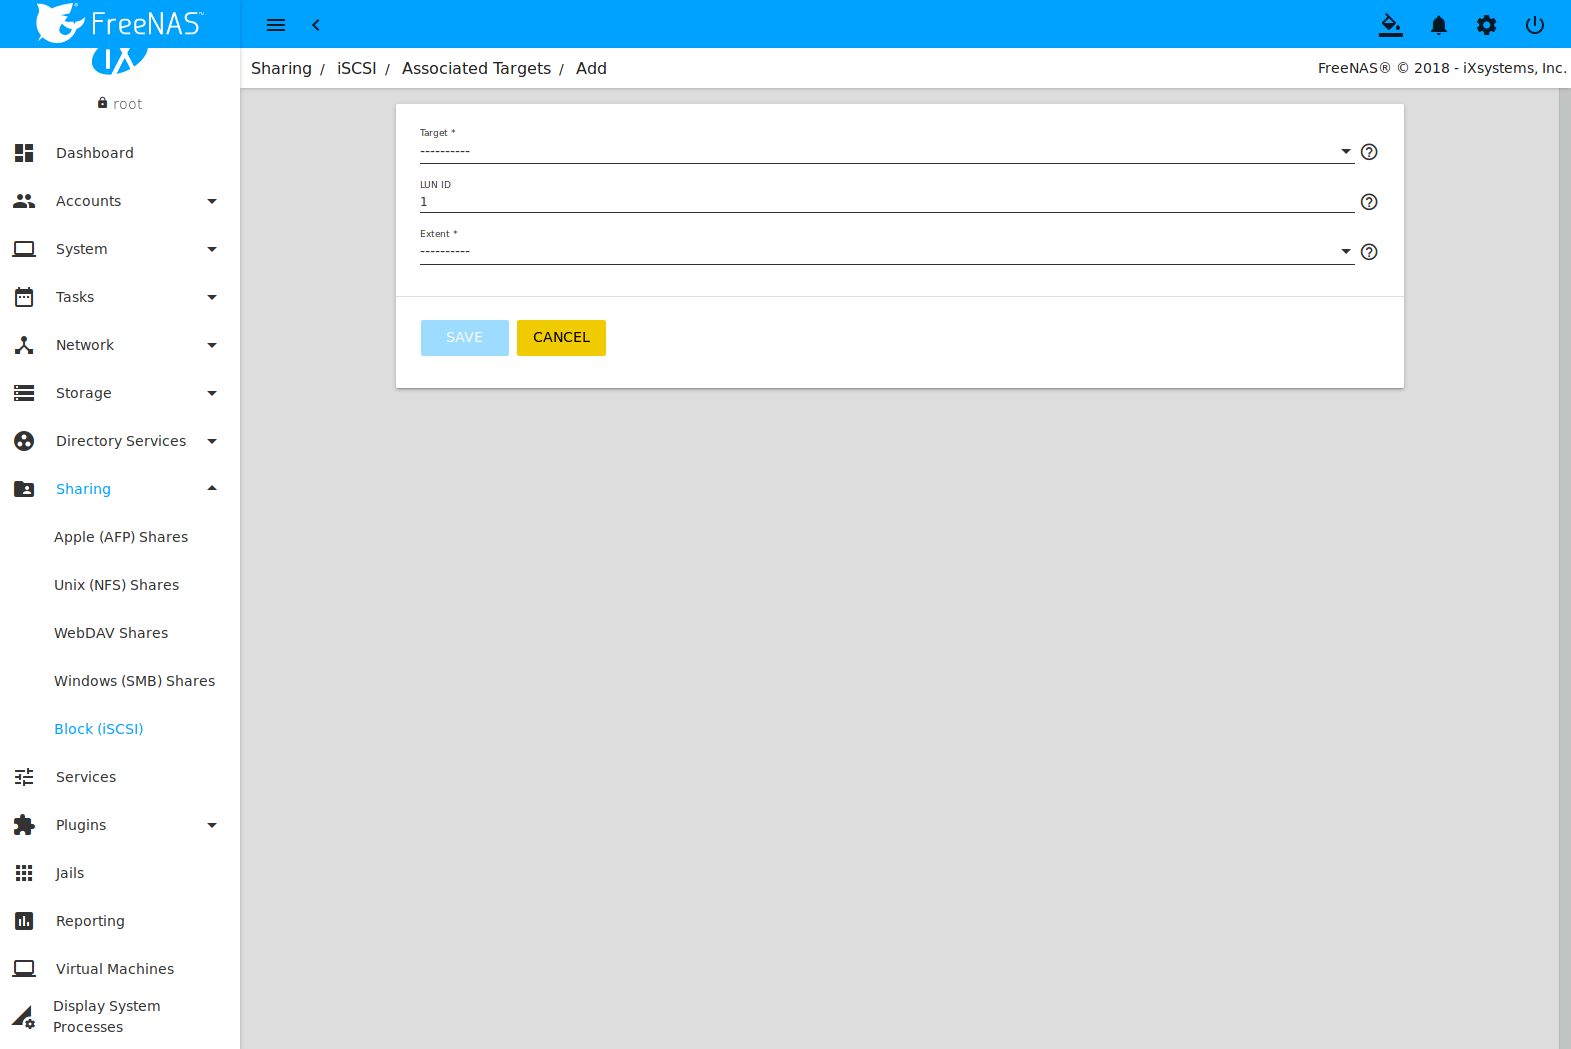 FreeNAS™
iX
root
Dashboard
Accounts
System
Tasks
Network
Storage
Directory Services
Sharing
Apple (AFP) Shares
Unix (NFS) Shares
WebDAV Shares
Windows (SMB) Shares
Block (iSCSI)
Services
Plugins
Jails
Reporting
Virtual Machines
Display System
Processes
Sharing / iSCSI / Associated Targets / Add
FreeNAS® © 2018 - iXsystems, Inc.
Target *
----------
LUN ID
1
Extent *
----------
SAVE CANCEL